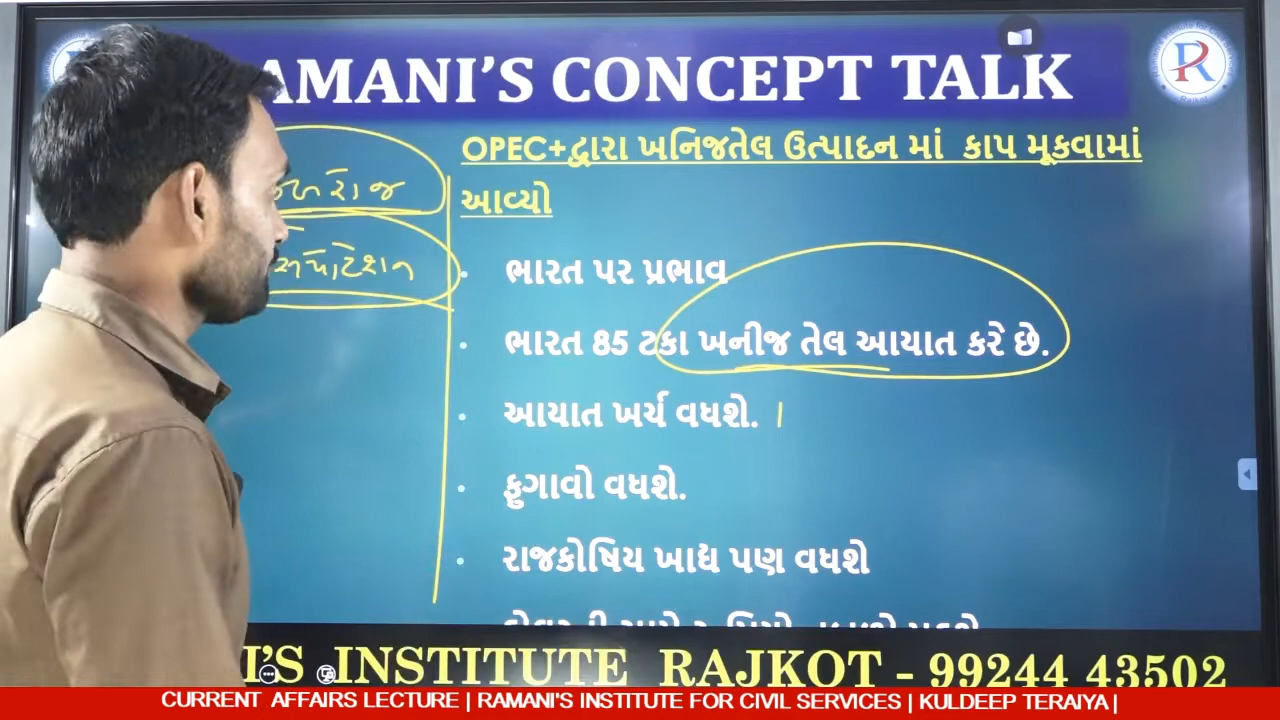 AMANI'S CONCEPT TALK
OPEC+દ્વારા ખનિજતેલ ઉત્પાદન માં કાપ મૂકવામાં
આવ્યો
ભારત પર પ્રભાવ
ભારત 85 ટકા ખનીજ તેલ આયાત કરે છે.
આયાત ખર્ચ વધશે.
ફુગાવો વધશે.
રાજકોષિય ખાદ્ય પણ વધશે
I'S INSTITUTE RAJKOT - 99244 43502
CURRENT AFFAIRS LECTURE | RAMANI'S INSTITUTE FOR CIVIL SERVICES | KULDEEP TERAIYA |